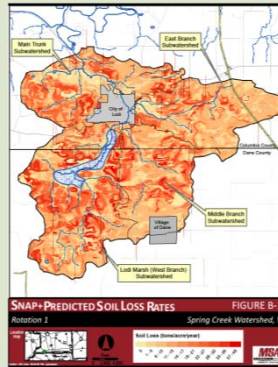 East Branch
Subwatershed
Main Trunk
Subwatershed
City of
Lodi
Columbia County
Dane County
Middle Branch
Subwatershed
Village
of Dane
Lodi Marsh (West Branch)
Subwatershed
SNAP+PREDICTED SOIL LOSS RATES
FIGURE B-
Rotation 1
Spring Creek Watershed,
Soil Loss (tons/acre/year)
MSA